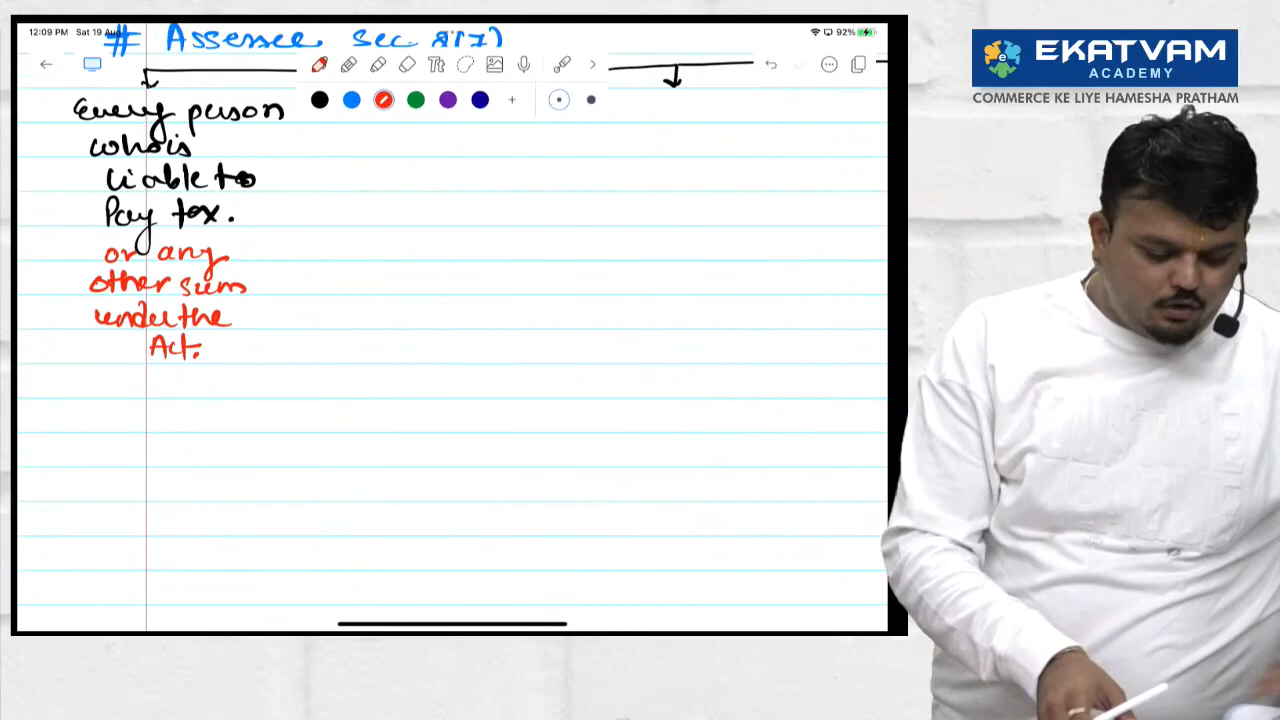 12:09 PM Sat 19 Aug
92%
# Assessee sec 2(7)
Tt
Every person
who is
liable to
Pay tax.
or any
other sum
under the
Act.
EKATVAM
ACADEMY
COMMERCE KE LIYE HAMESHA PRATHAM